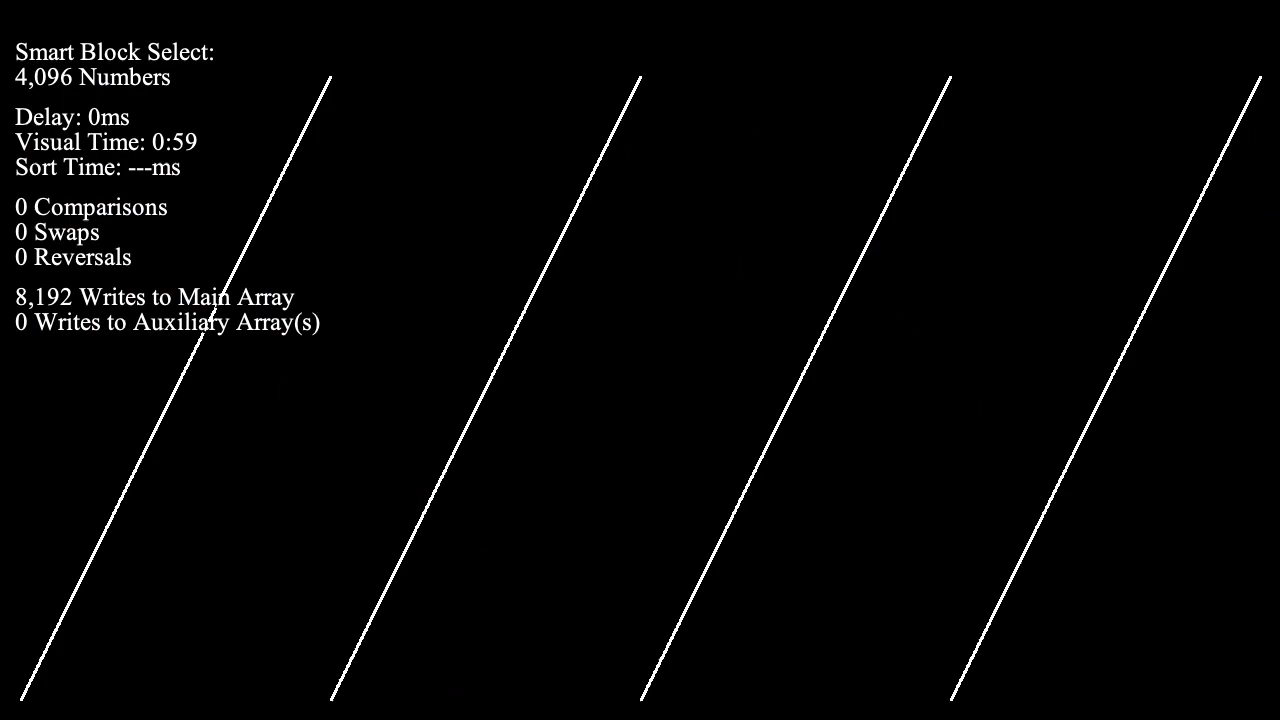 Smart Block Select:
4,096 Numbers
Delay: 0ms
Visual Time: 0:59
Sort Time: ---ms
0 Comparisons
0 Swaps
0 Reversals
8,192 Writes to Main Array
0 Writes to Auxiliary Array(s)